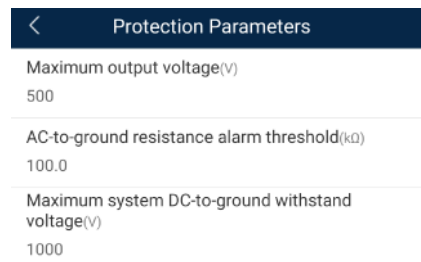 Protection Parameters
Maximum output voltage(V)
500
AC-to-ground resistance alarm threshold(kΩ)
100.0
Maximum system DC-to-ground withstand
voltage(V)
1000